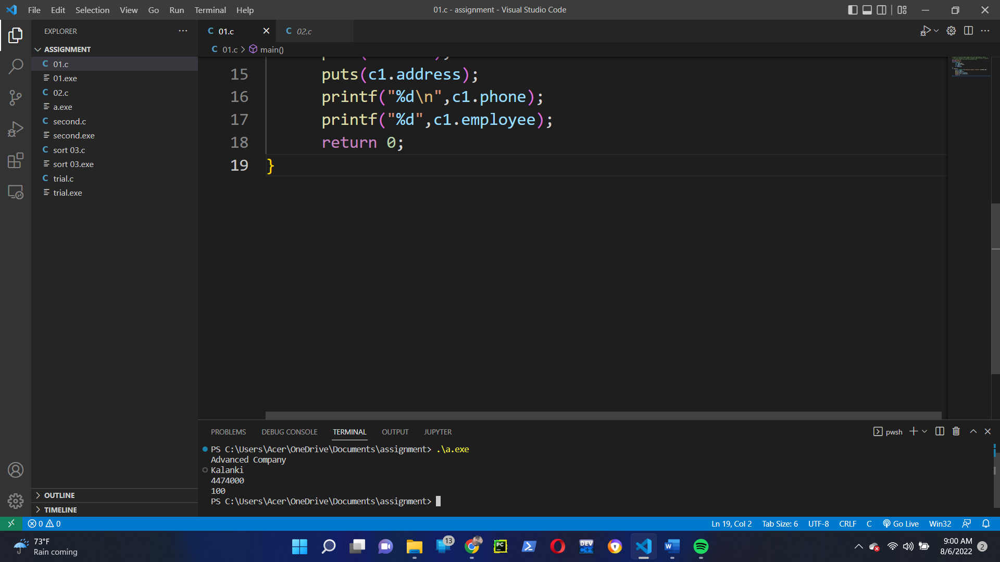 File Edit Selection View Go Run Terminal Help
01.c - assignment - Visual Studio Code
EXPLORER
ASSIGNMENT
C 01.c
01.exe
C 02.c
a.exe
C second.c
second.exe
C sort 03.c
sort 03.exe
C trial.c
trial.exe
OUTLINE
TIMELINE
C 01.c C 02.c
C 01.c > main()
15 puts(c1.address);
16 printf("%d\n",c1.phone);
17 printf("%d",c1.employee);
18 return 0;
19 }
PROBLEMS DEBUG CONSOLE TERMINAL OUTPUT JUPYTER
pwsh
PS C:\Users\Acer\OneDrive\Documents\assignment> .\a.exe
Advanced Company
Kalanki
4474000
100
PS C:\Users\Acer\OneDrive\Documents\assignment>
0 0
Ln 19, Col 2 Tab Size: 6 UTF-8 CRLF C Go Live Win32
73°F
Rain coming
13
PC
DEV
W
9:00 AM
8/6/2022
2